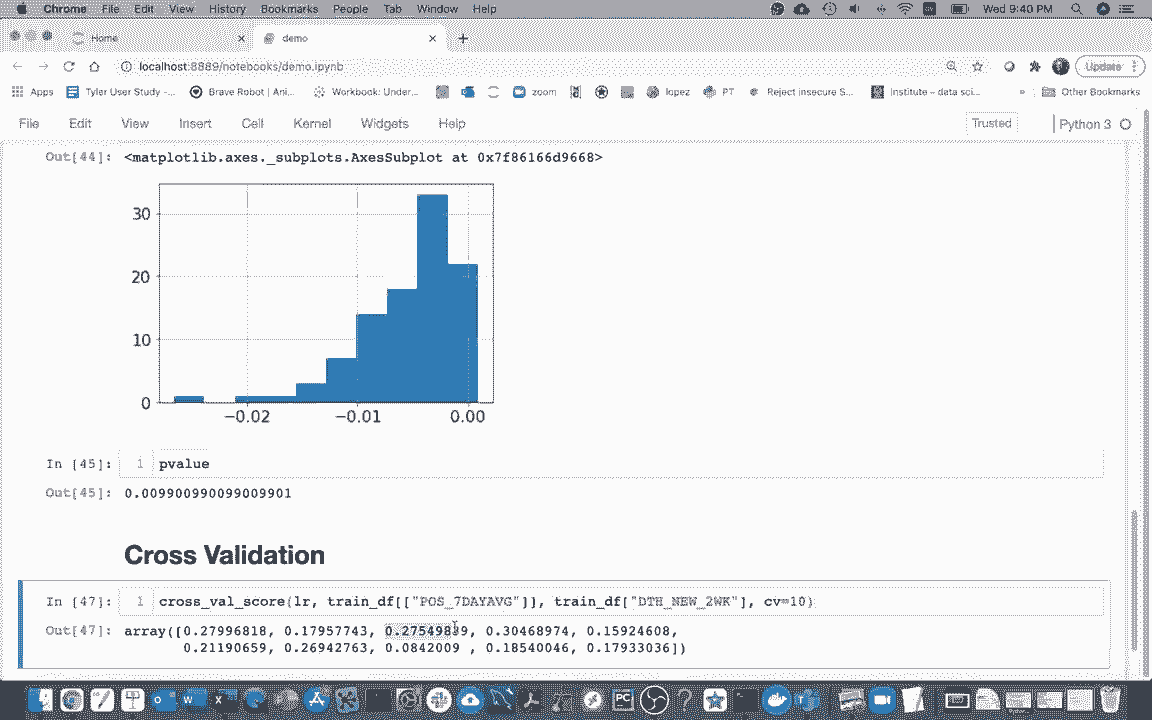 Chrome File Edit View History Bookmarks People Tab Window Help Wed 9:40 PM
Home demo
localhost:8889/notebooks/demo.ipynb Update
Apps Tyler User Study -... Brave Robot | Ani... Workbook: Under... zoom lopez PT Reject Insecure S... Institute – data sci... » Other Bookmarks
File Edit View Insert Cell Kernel Widgets Help Trusted Python 3
Out[44]: <matplotlib.axes._subplots.AxesSubplot at 0x7f86166d9668>
30
20
10
0
−0.02 −0.01 0.00
In [45]: 1 pvalue
Out[45]: 0.009900990099009901
Cross Validation
In [47]: 1 cross_val_score(lr, train_df[["POS_7DAYAVG"]], train_df["DTH_NEW_2WK"], cv=10)
Out[47]: array([0.27996818, 0.17957743, 0.27549839, 0.30468974, 0.15924608,
0.21190659, 0.26942763, 0.0842009 , 0.18540046, 0.17933036])